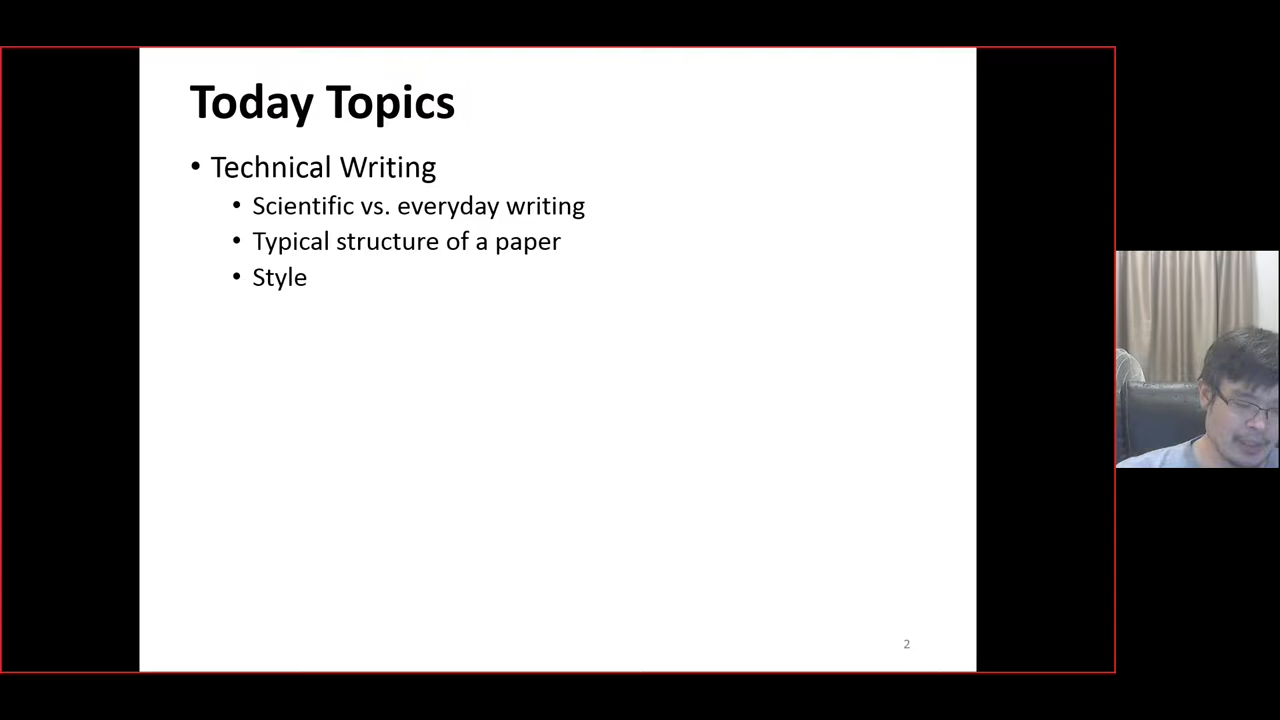 Today Topics
• Technical Writing
• Scientific vs. everyday writing
• Typical structure of a paper
• Style
2